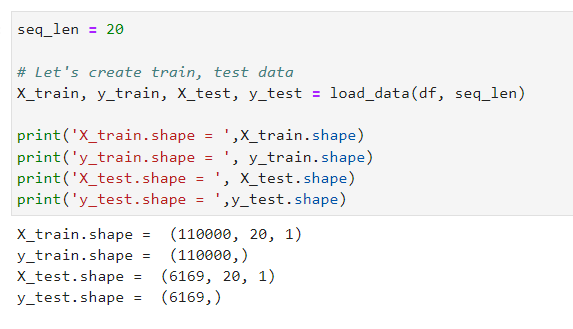 seq_len = 20
# Let's create train, test data
X_train, y_train, X_test, y_test = load_data(df, seq_len)
print('X_train.shape = ',X_train.shape)
print('y_train.shape = ', y_train.shape)
print('X_test.shape = ', X_test.shape)
print('y_test.shape = ',y_test.shape)
X_train.shape =  (110000, 20, 1)
y_train.shape =  (110000,)
X_test.shape =  (6169, 20, 1)
y_test.shape =  (6169,)